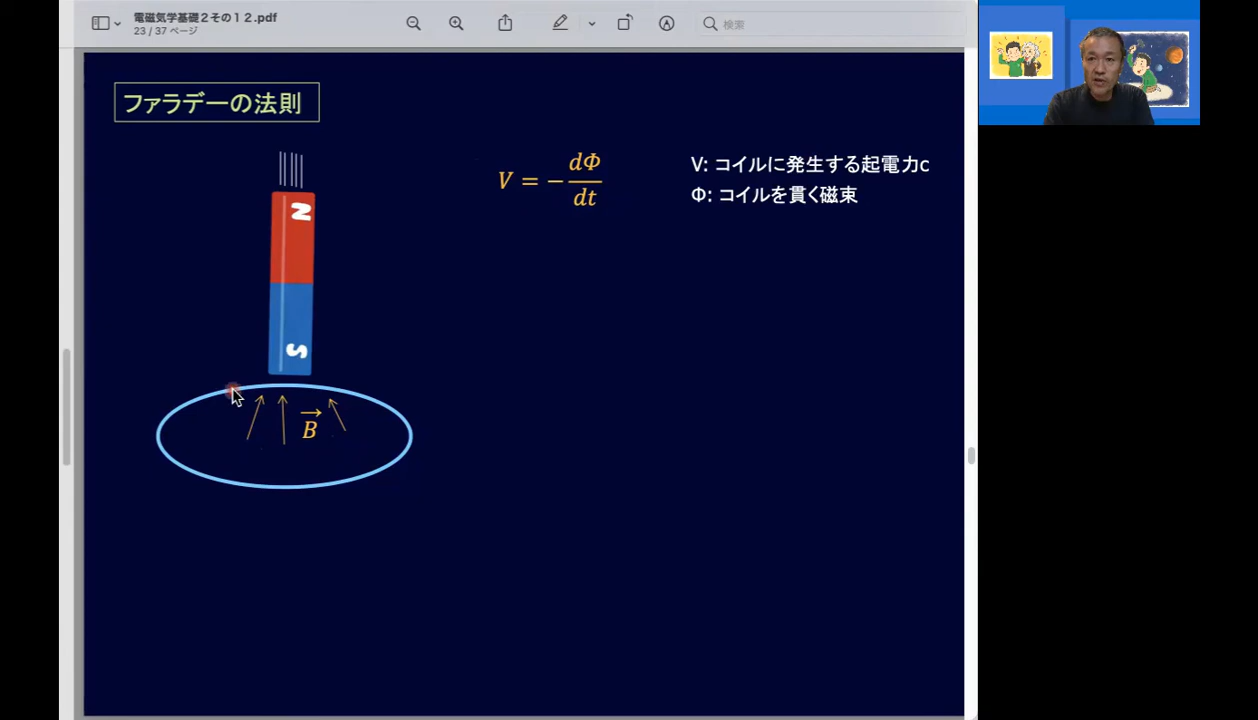 電磁気学基礎２その１２.pdf
23 / 37 ページ
検索
ファラデーの法則
N
S
B
V = − dΦ/dt
V: コイルに発生する起電力c
Φ: コイルを貫く磁束